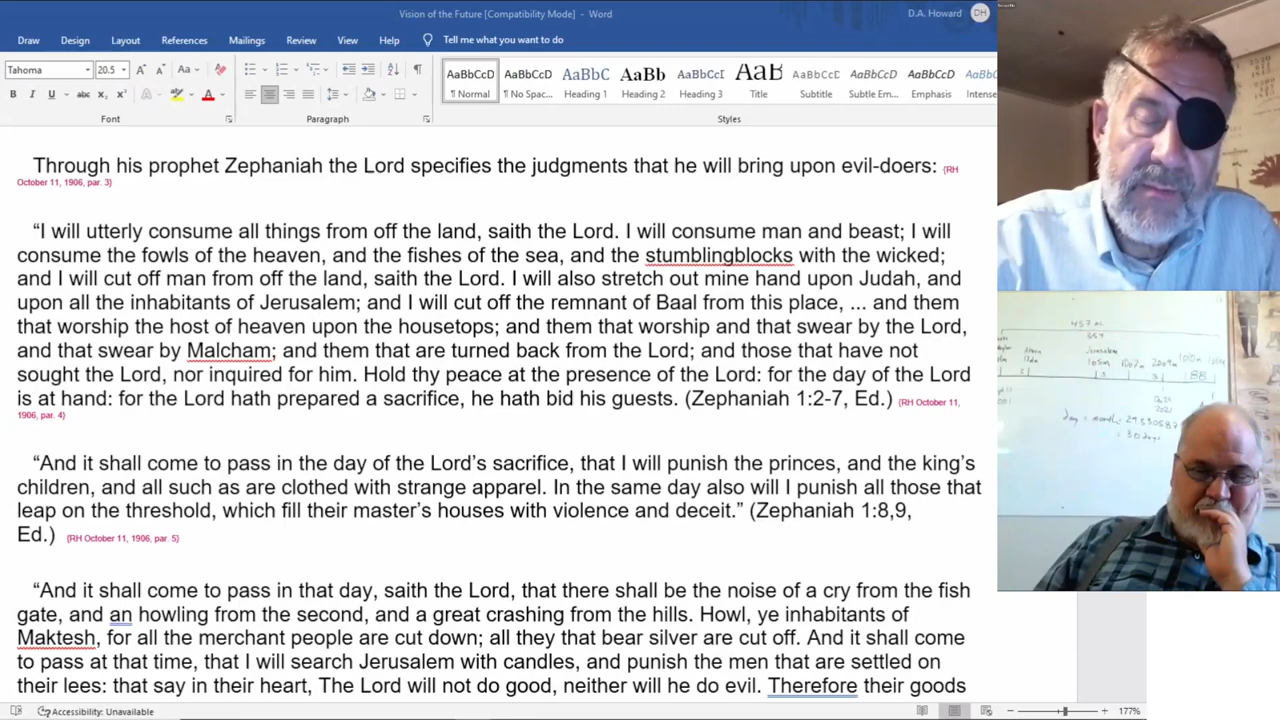 Vision of the Future [Compatibility Mode] - Word
D.A. Howard DH
Draw Design Layout References Mailings Review View Help Tell me what you want to do
Tahoma 20.5 A A Aa
B I U abc x₂ x² A A
AaBbCcD AaBbCcD AaBbC AaBb AaBbCcI AaB AaBbCcD AaBbCcD AaBbCcD AaBbC
¶ Normal ¶ No Spac... Heading 1 Heading 2 Heading 3 Title Subtitle Subtle Em... Emphasis Intense
Font Paragraph Styles
Through his prophet Zephaniah the Lord specifies the judgments that he will bring upon evil-doers: {RH
October 11, 1906, par. 3}
“I will utterly consume all things from off the land, saith the Lord. I will consume man and beast; I will
consume the fowls of the heaven, and the fishes of the sea, and the stumblingblocks with the wicked;
and I will cut off man from off the land, saith the Lord. I will also stretch out mine hand upon Judah, and
upon all the inhabitants of Jerusalem; and I will cut off the remnant of Baal from this place, ... and them
that worship the host of heaven upon the housetops; and them that worship and that swear by the Lord,
and that swear by Malcham; and them that are turned back from the Lord; and those that have not
sought the Lord, nor inquired for him. Hold thy peace at the presence of the Lord: for the day of the Lord
is at hand: for the Lord hath prepared a sacrifice, he hath bid his guests. (Zephaniah 1:2-7, Ed.) {RH October 11,
1906, par. 4}
“And it shall come to pass in the day of the Lord’s sacrifice, that I will punish the princes, and the king’s
children, and all such as are clothed with strange apparel. In the same day also will I punish all those that
leap on the threshold, which fill their master’s houses with violence and deceit.” (Zephaniah 1:8,9,
Ed.) {RH October 11, 1906, par. 5}
“And it shall come to pass in that day, saith the Lord, that there shall be the noise of a cry from the fish
gate, and an howling from the second, and a great crashing from the hills. Howl, ye inhabitants of
Maktesh, for all the merchant people are cut down; all they that bear silver are cut off. And it shall come
to pass at that time, that I will search Jerusalem with candles, and punish the men that are settled on
their lees: that say in their heart, The Lord will not do good, neither will he do evil. Therefore their goods
Accessibility: Unavailable 177%
Jerusalem
2021
= 30 days